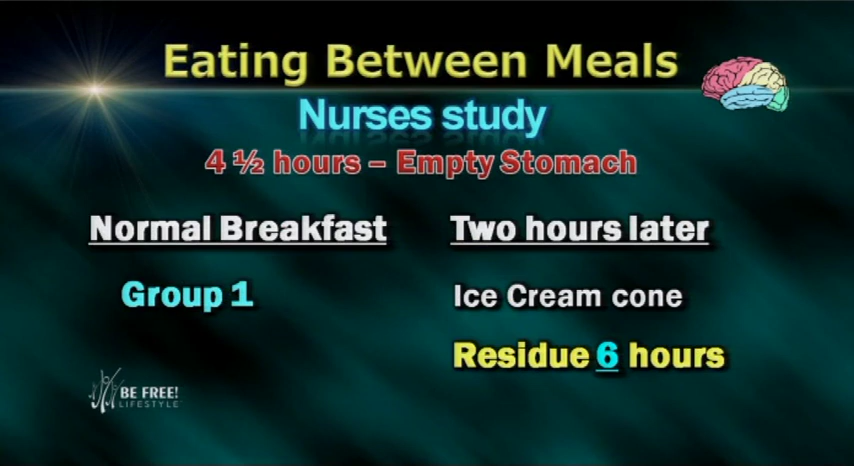 Eating Between Meals
Nurses study
4 ½ hours – Empty Stomach
Normal Breakfast
Group 1
Two hours later
Ice Cream cone
Residue 6 hours
BE FREE!
LIFESTYLE